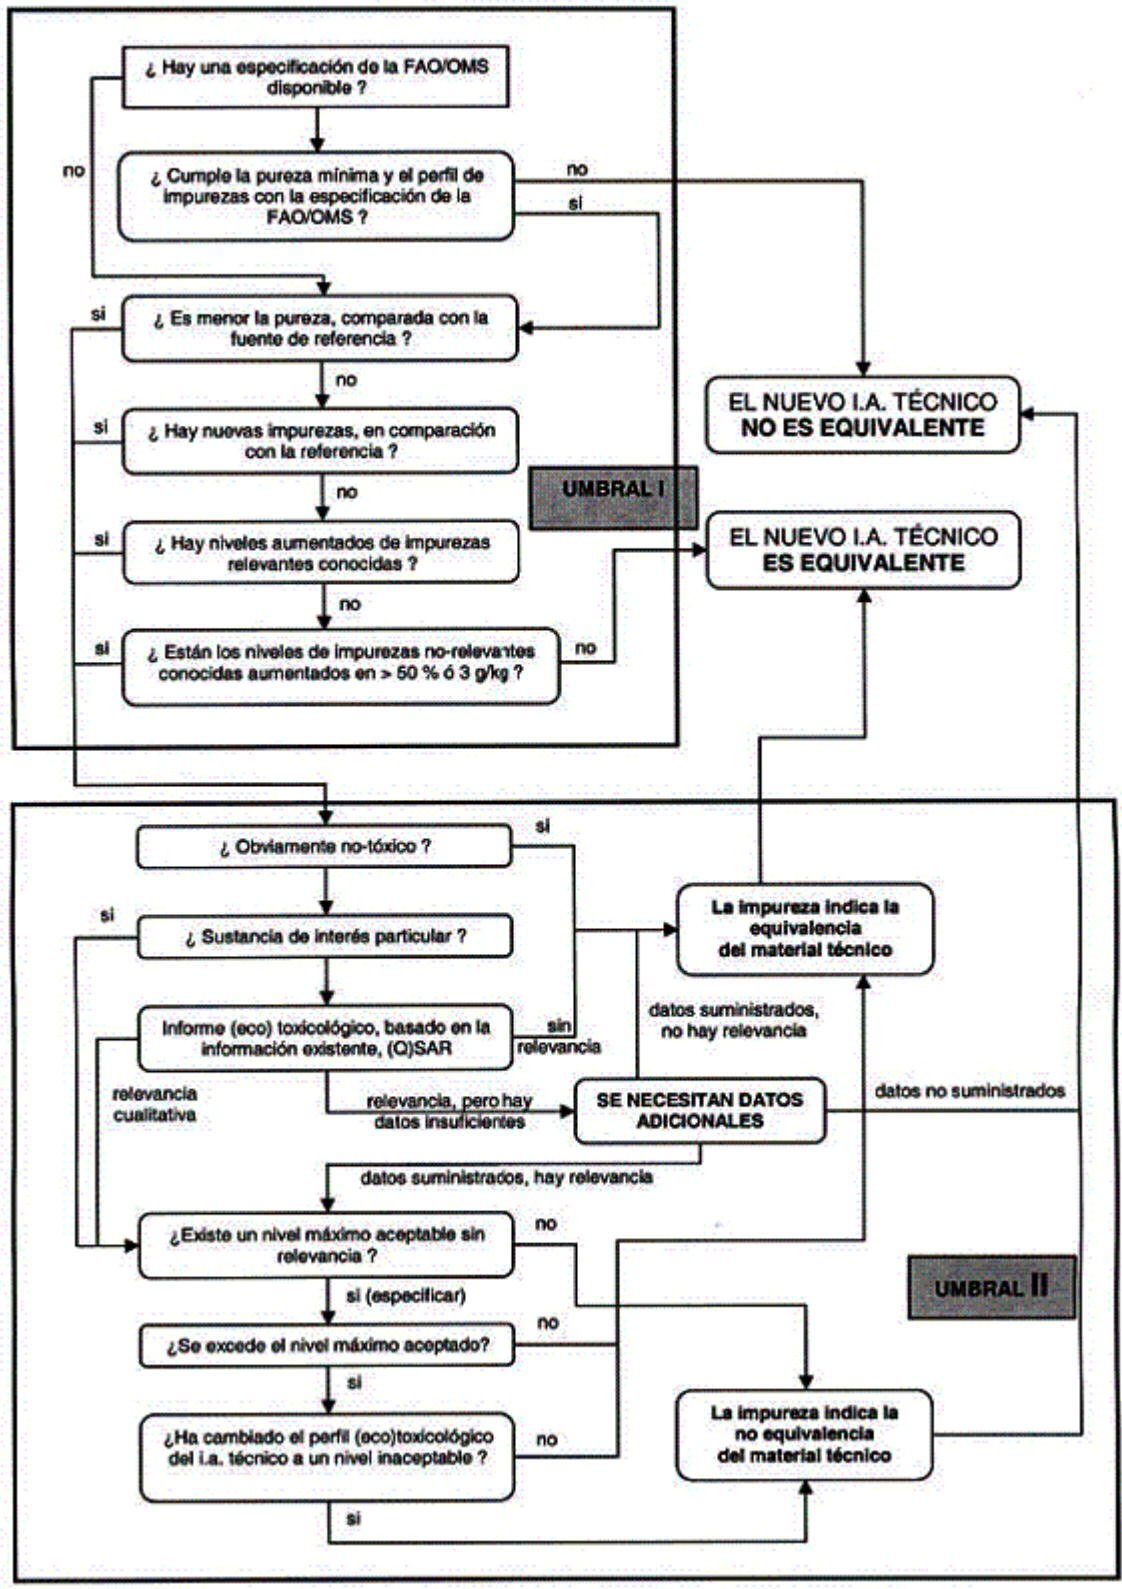 ¿ Hay una especificación de la FAO/OMS
disponible ?
no
¿ Cumple la pureza mínima y el perfil de
impurezas con la especificación de la
FAO/OMS ?
no
si
si
¿ Es menor la pureza, comparada con la
fuente de referencia ?
no
EL NUEVO I.A. TÉCNICO
NO ES EQUIVALENTE
si
¿ Hay nuevas impurezas, en comparación
con la referencia ?
no
UMBRAL I
si
¿ Hay niveles aumentados de impurezas
relevantes conocidas ?
EL NUEVO I.A. TÉCNICO
ES EQUIVALENTE
no
si
¿ Están los niveles de impurezas no-relevantes
conocidas aumentados en > 50 % ó 3 g/kg ?
no
¿ Obviamente no-tóxico ?
si
si
¿ Sustancia de interés particular ?
La impureza indica la
equivalencia
del material técnico
Informe (eco) toxicológico, basado en la
información existente, (Q)SAR
sin
relevancia
datos suministrados,
no hay relevancia
relevancia
cualitativa
relevancia, pero hay
datos insuficientes
SE NECESITAN DATOS
ADICIONALES
datos no suministrados
datos suministrados, hay relevancia
¿Existe un nivel máximo aceptable sin
relevancia ?
no
si (especificar)
UMBRAL II
¿Se excede el nivel máximo aceptado?
no
si
¿Ha cambiado el perfil (eco)toxicológico
del i.a. técnico a un nivel inaceptable ?
no
La impureza indica la
no equivalencia
del material técnico
si